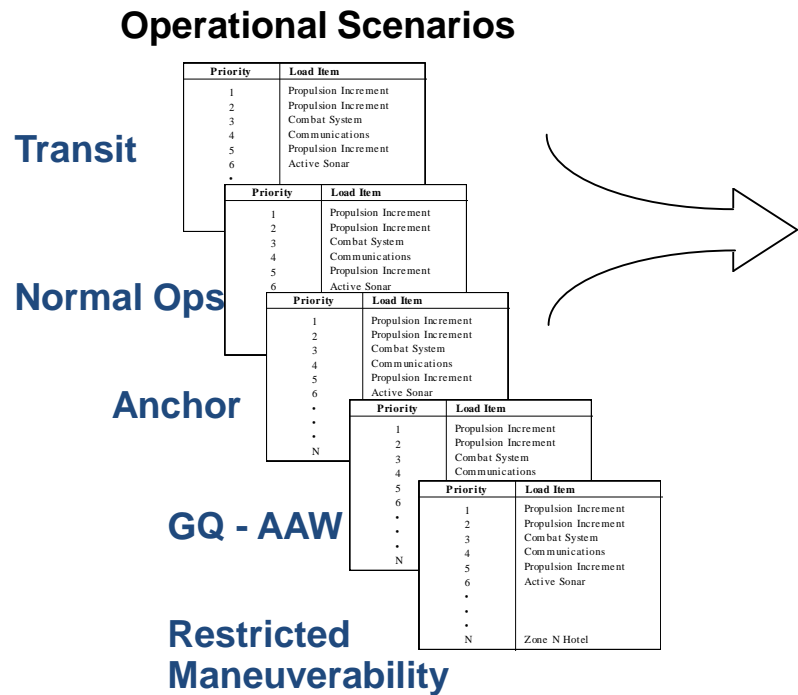 Operational Scenarios
Priority Load Item
1 Propulsion Increment
2 Propulsion Increment
3 Combat System
4 Communications
5 Propulsion Increment
6 Active Sonar
•
Transit
Priority Load Item
1 Propulsion Increment
2 Propulsion Increment
3 Combat System
4 Communications
5 Propulsion Increment
6 Active Sonar
Normal Ops
Priority Load Item
1 Propulsion Increment
2 Propulsion Increment
3 Combat System
4 Communications
5 Propulsion Increment
6 Active Sonar
•
•
•
N
Anchor
Priority Load Item
1 Propulsion Increment
2 Propulsion Increment
3 Combat System
4 Communications
5
6
•
•
•
N
GQ - AAW
Priority Load Item
1 Propulsion Increment
2 Propulsion Increment
3 Combat System
4 Communications
5 Propulsion Increment
6 Active Sonar
•
•
•
N Zone N Hotel
Restricted
Maneuverability